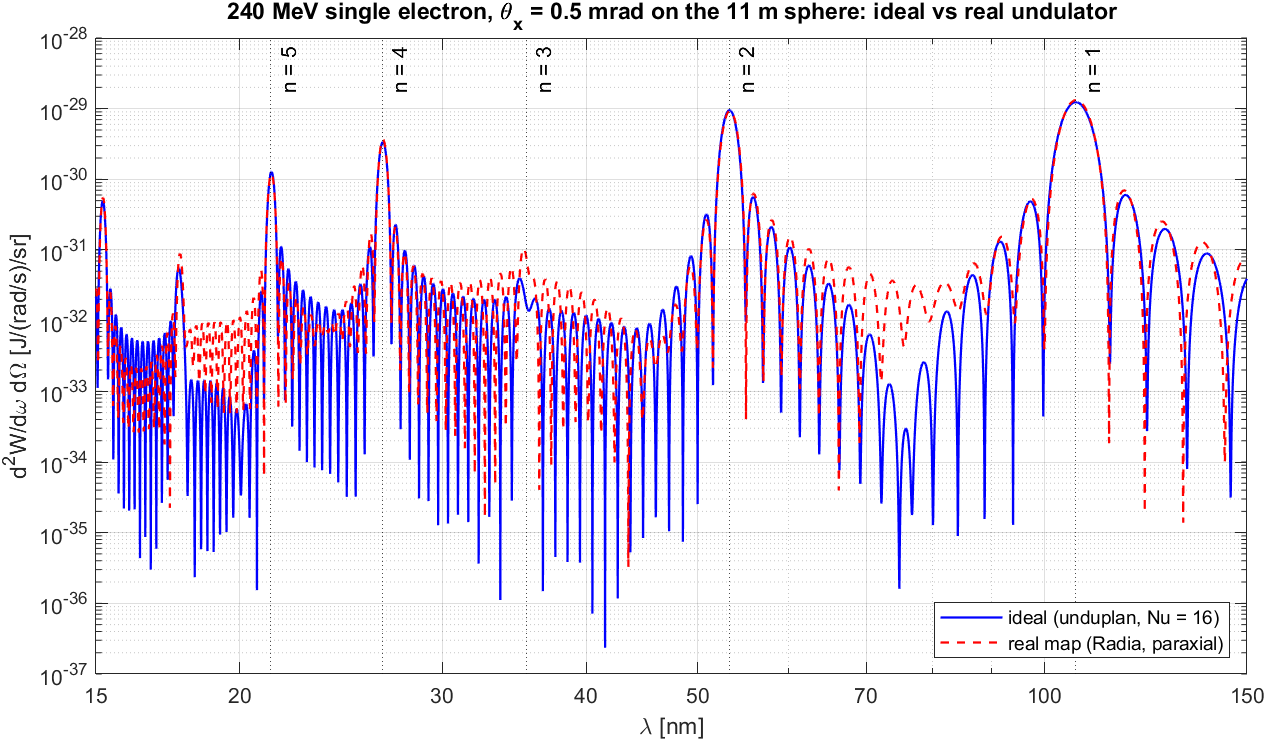 240 MeV single electron, θx = 0.5 mrad on the 11 m sphere: ideal vs real undulator
10^-28
10^-29
10^-30
10^-31
10^-32
10^-33
10^-34
10^-35
10^-36
10^-37
d²W/dω dΩ [J/(rad/s)/sr]
n = 5
n = 4
n = 3
n = 2
n = 1
ideal (unduplan, Nu = 16)
real map (Radia, paraxial)
15
20
30
40
50
70
100
150
λ [nm]